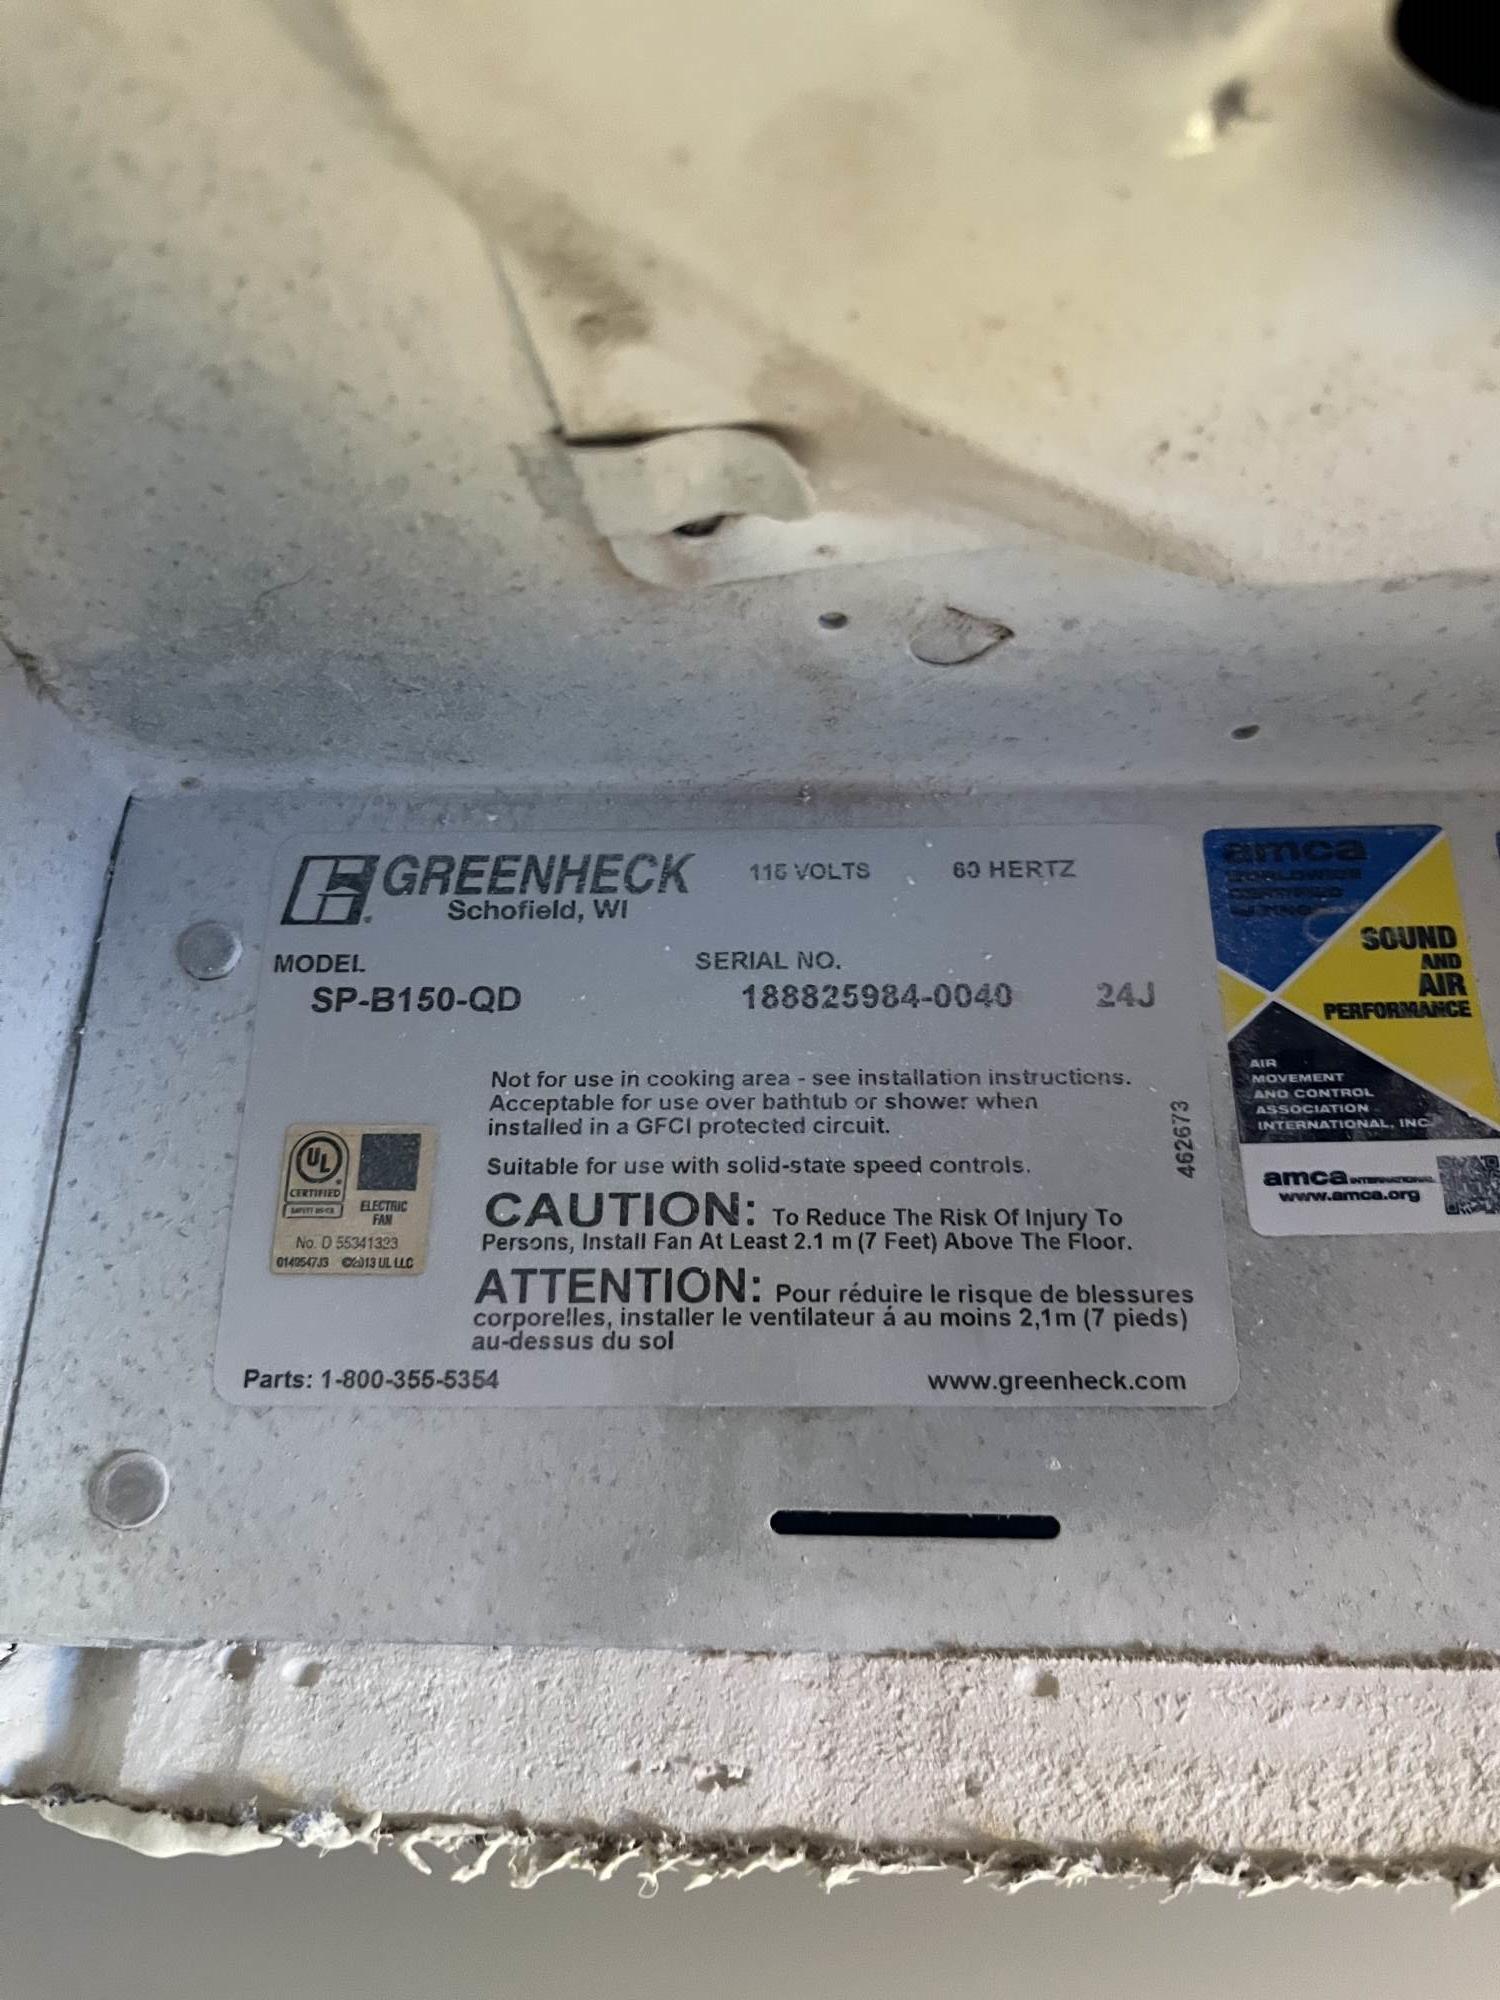 GREENHECK
Schofield, WI
115 VOLTS 60 HERTZ
MODEL SERIAL NO.
SP-B150-QD 188825984-0040 24J
Not for use in cooking area - see installation instructions.
Acceptable for use over bathtub or shower when
installed in a GFCI protected circuit.
Suitable for use with solid-state speed controls.
462673
CAUTION: To Reduce The Risk Of Injury To
Persons, Install Fan At Least 2.1 m (7 Feet) Above The Floor.
ATTENTION: Pour réduire le risque de blessures
corporelles, installer le ventilateur á au moins 2,1m (7 pieds)
au-dessus du sol
Parts: 1-800-355-5354 www.greenheck.com
UL
CERTIFIED
ELECTRIC
FAN
No. D 55341323
©2013 UL LLC
amca
WORLDWIDE
CERTIFIED
RATINGS
SOUND
AND
AIR
PERFORMANCE
AIR
MOVEMENT
AND CONTROL
ASSOCIATION
INTERNATIONAL, INC.
amca INTERNATIONAL
www.amca.org